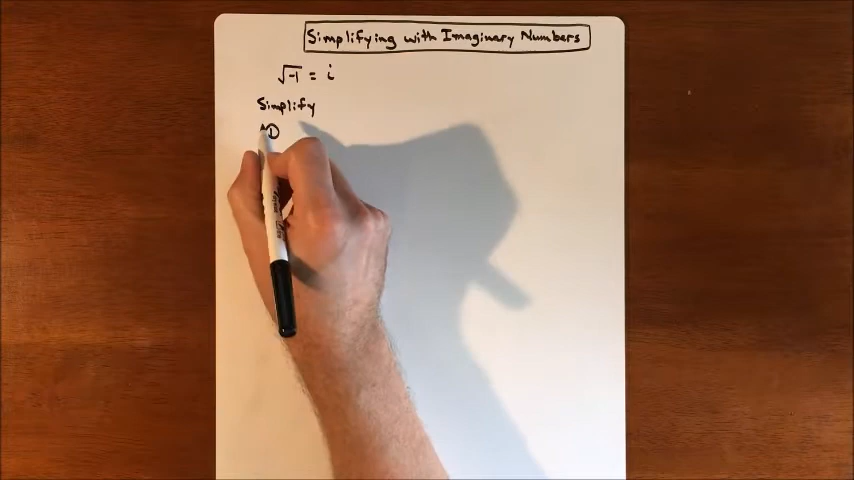 Simplifying with Imaginary Numbers
√-1 = i
Simplify
①